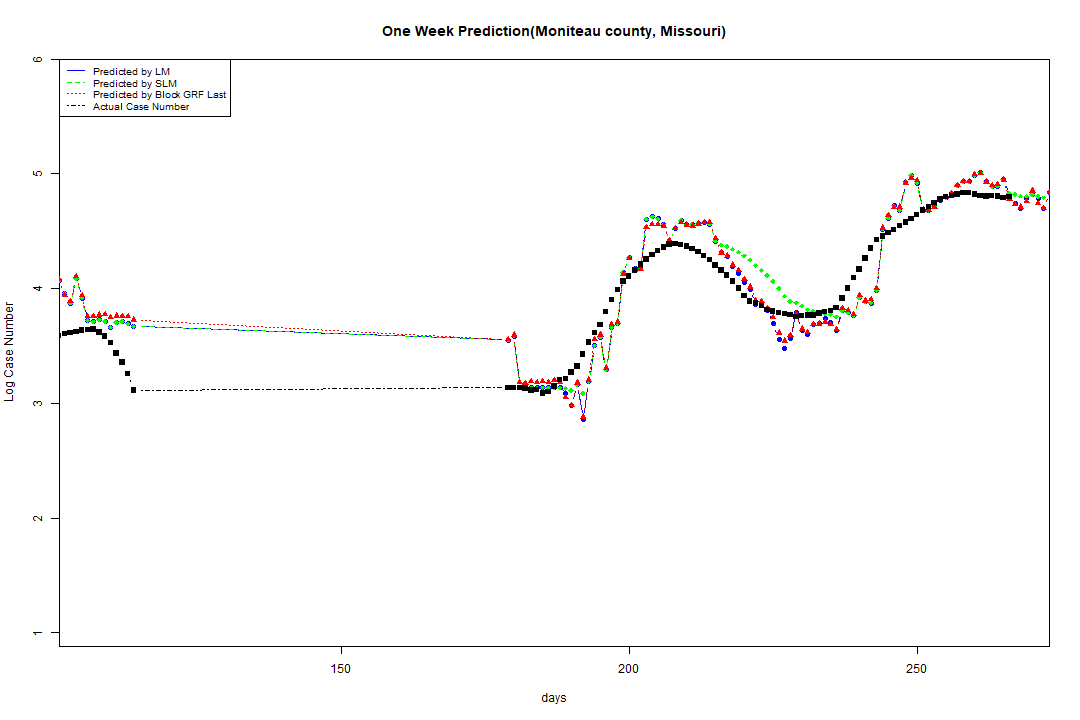 One Week Prediction(Moniteau county, Missouri)
Predicted by LM
Predicted by SLM
Predicted by Block GRF Last
Actual Case Number
6
5
4
3
2
1
Log Case Number
150
200
250
days